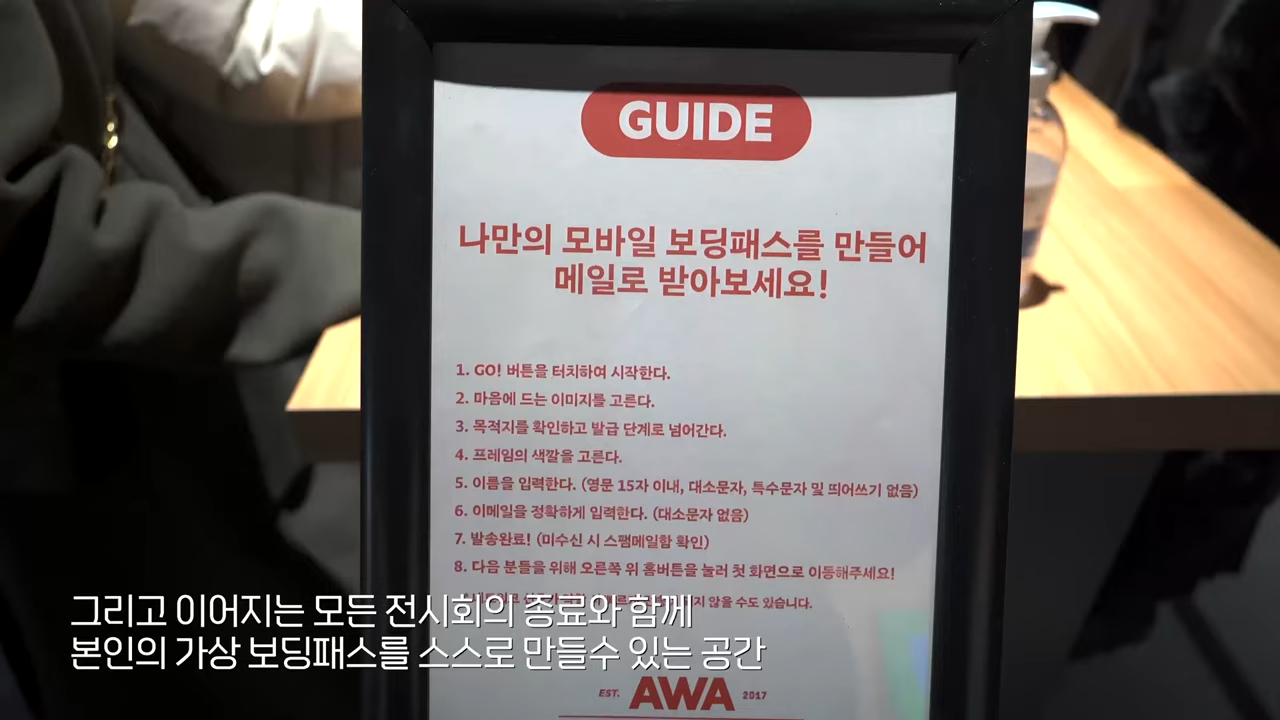 GUIDE
나만의 모바일 보딩패스를 만들어
메일로 받아보세요!
1. GO! 버튼을 터치하여 시작한다.
2. 마음에 드는 이미지를 고른다.
3. 목적지를 확인하고 발급 단계로 넘어간다.
4. 프레임의 색깔을 고른다.
5. 이름을 입력한다. (영문 15자 이내, 대소문자, 특수문자 및 띄어쓰기 없음)
6. 이메일을 정확하게 입력한다. (대소문자 없음)
7. 발송완료! (미수신 시 스팸메일함 확인)
8. 다음 분들을 위해 오른쪽 위 홈버튼을 눌러 첫 화면으로 이동해주세요!
않을 수도 있습니다.
그리고 이어지는 모든 전시회의 종료와 함께
본인의 가상 보딩패스를 스스로 만들수 있는 공간
EST. AWA 2017